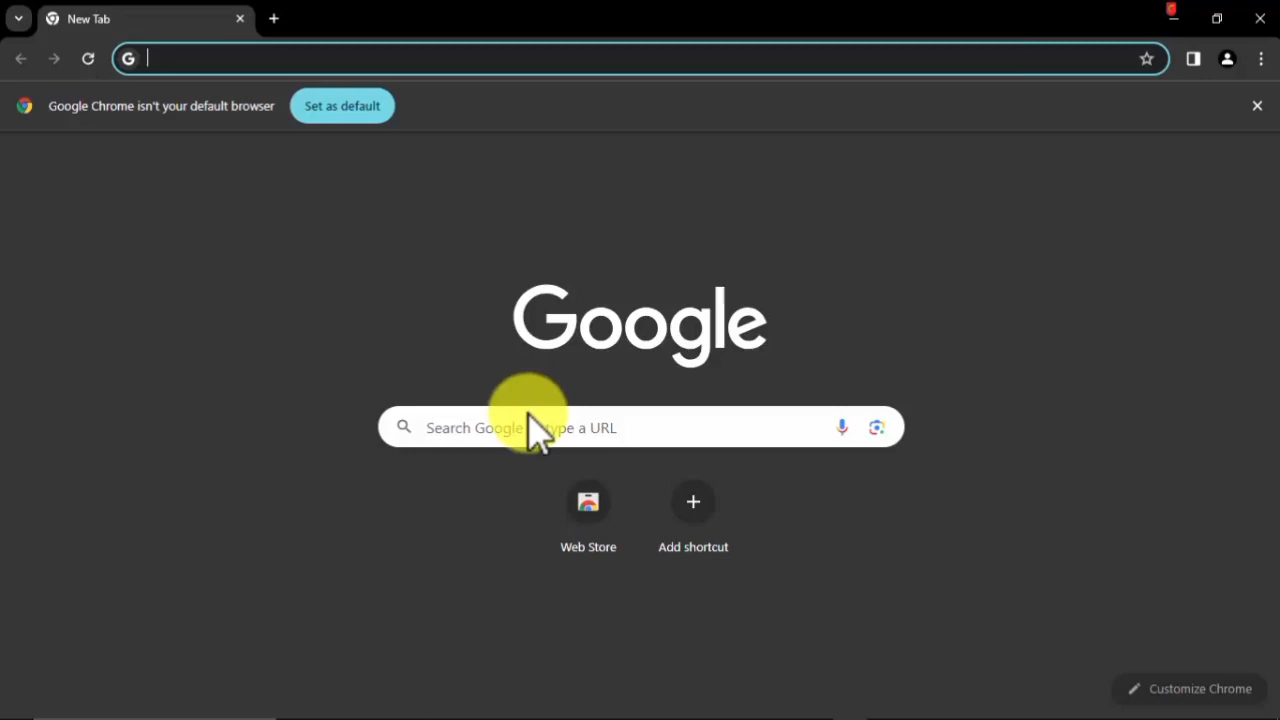 New Tab
Google Chrome isn't your default browser
Set as default
Google
Search Google type a URL
Web Store
Add shortcut
Customize Chrome